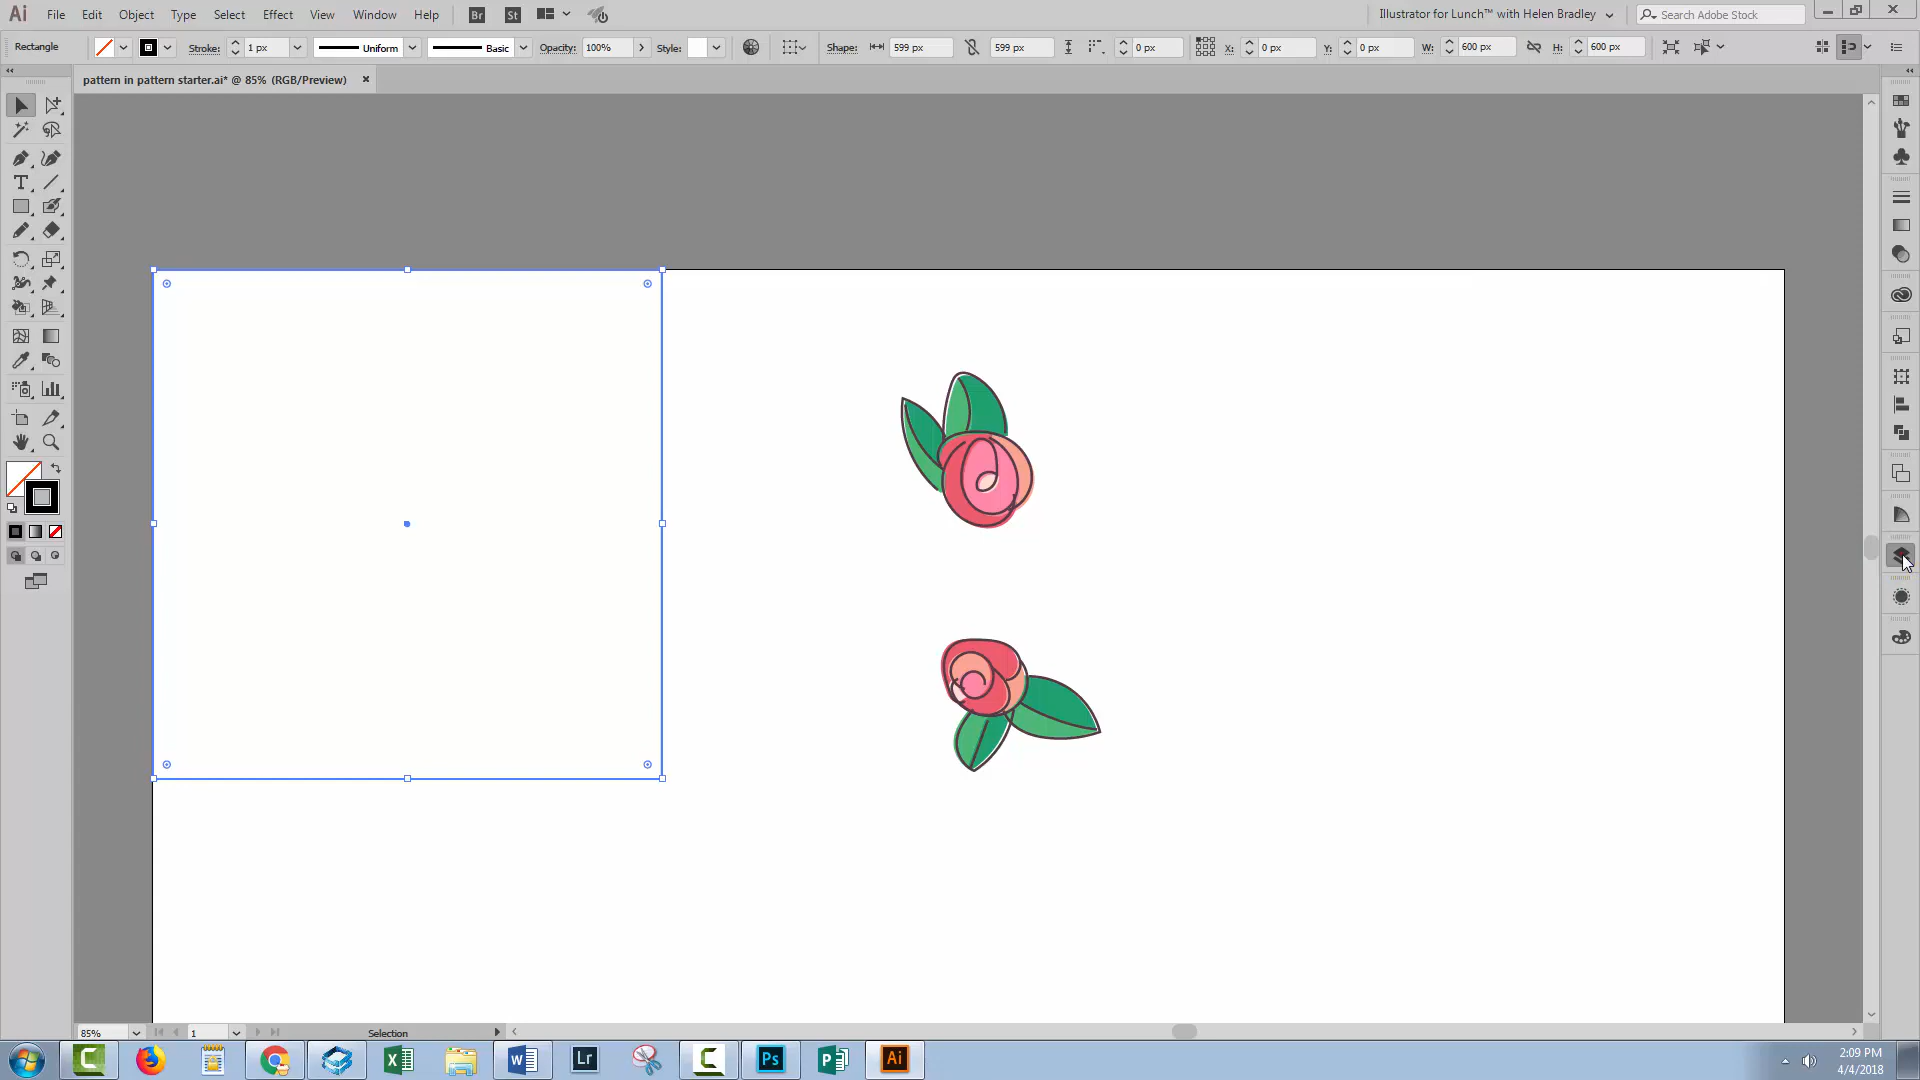 Ai File Edit Object Type Select Effect View Window Help Br St Illustrator for Lunch™ with Helen Bradley Search Adobe Stock
Rectangle Stroke: 1 px Uniform Basic Opacity: 100% Style: Shape: 599 px 599 px 0 px X: 0 px Y: 0 px W: 600 px H: 600 px
pattern in pattern starter.ai* @ 85% (RGB/Preview) ×
85% 1 Selection
X W Lr Ps P Ai
2:09 PM
4/4/2018